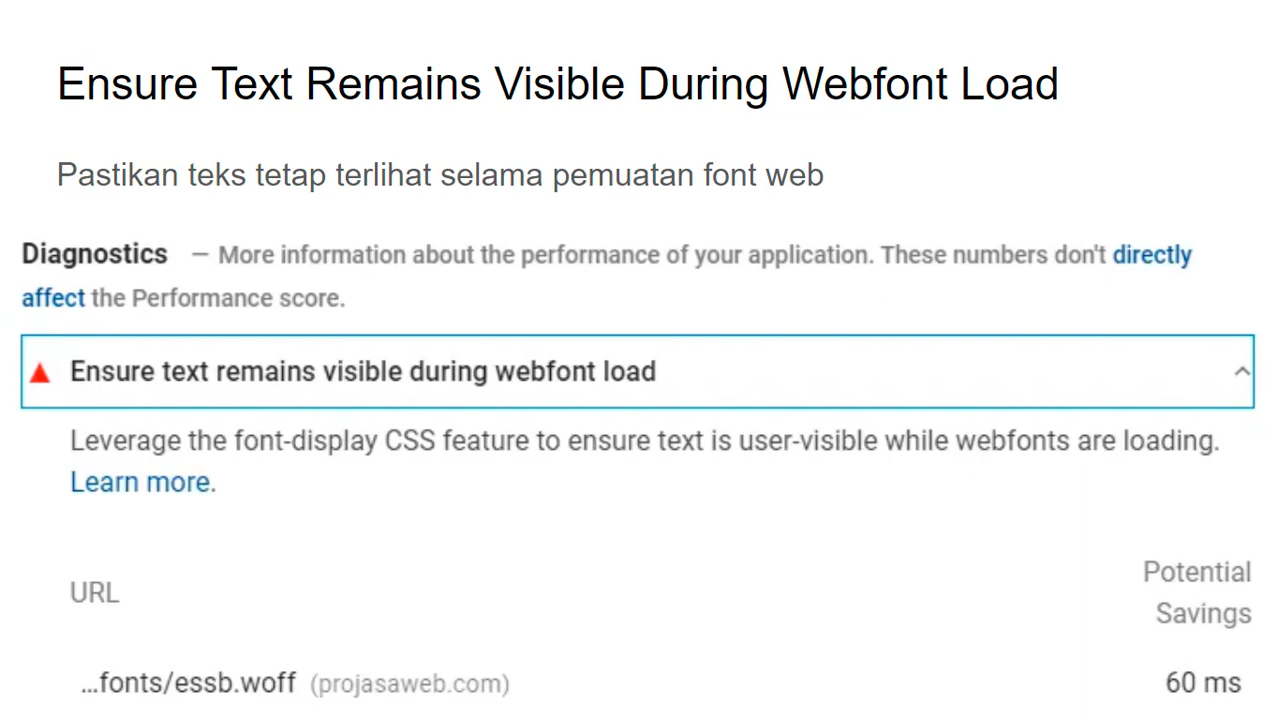 Ensure Text Remains Visible During Webfont Load
Pastikan teks tetap terlihat selama pemuatan font web
Diagnostics — More information about the performance of your application. These numbers don't directly
affect the Performance score.
Ensure text remains visible during webfont load
Leverage the font-display CSS feature to ensure text is user-visible while webfonts are loading.
Learn more.
URL
Potential
Savings
...fonts/essb.woff (projasaweb.com)
60 ms